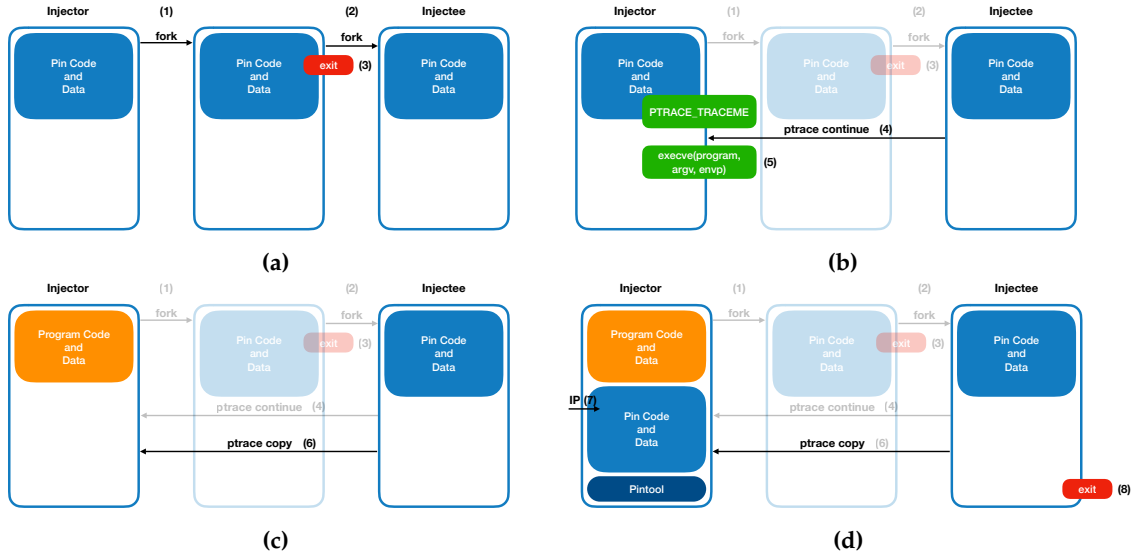 Injector (1) (2) Injectee
fork fork
Pin Code
and
Data
Pin Code
and
Data
exit (3)
Pin Code
and
Data
(a)
Injector (1) (2) Injectee
fork fork
Pin Code
and
Data
Pin Code
and
Data
exit (3)
Pin Code
and
Data
PTRACE_TRACEME
ptrace continue (4)
execve(program,
argv, envp)
(5)
(b)
Injector (1) (2) Injectee
fork fork
Program Code
and
Data
Pin Code
and
Data
exit (3)
Pin Code
and
Data
ptrace continue (4)
ptrace copy (6)
(c)
Injector (1) (2) Injectee
fork fork
Program Code
and
Data
Pin Code
and
Data
exit (3)
Pin Code
and
Data
IP (7)
ptrace continue (4)
Pin Code
and
Data
ptrace copy (6)
Pintool
exit (8)
(d)